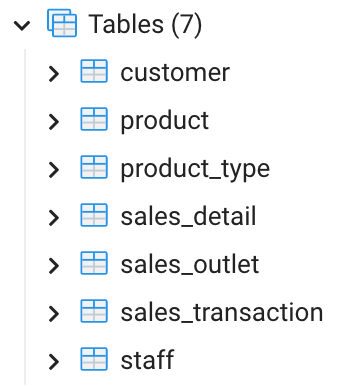 Tables (7)
customer
product
product_type
sales_detail
sales_outlet
sales_transaction
staff